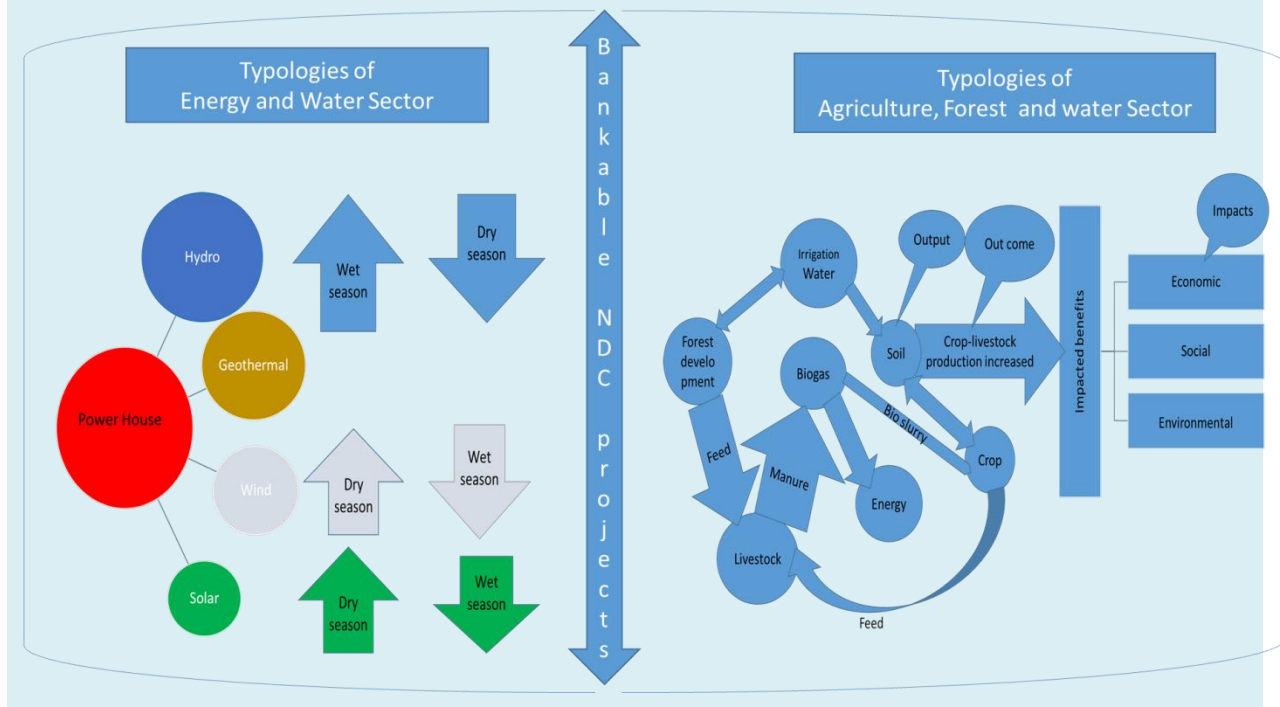 Typologies of
Energy and Water Sector
Hydro
Geothermal
Power House
Wind
Solar
Wet
season
Dry
season
Dry
season
Wet
season
Dry
season
Wet
season
Bankable NDC projects
Typologies of
Agriculture, Forest  and water Sector
Irrigation
Water
Output
Out come
Impacts
Forest
develo
pment
Biogas
Soil
Crop-livestock
production increased
Impacted benefits
Economic
Social
Environmental
Feed
Manure
Bio slurry
Crop
Energy
Livestock
Feed